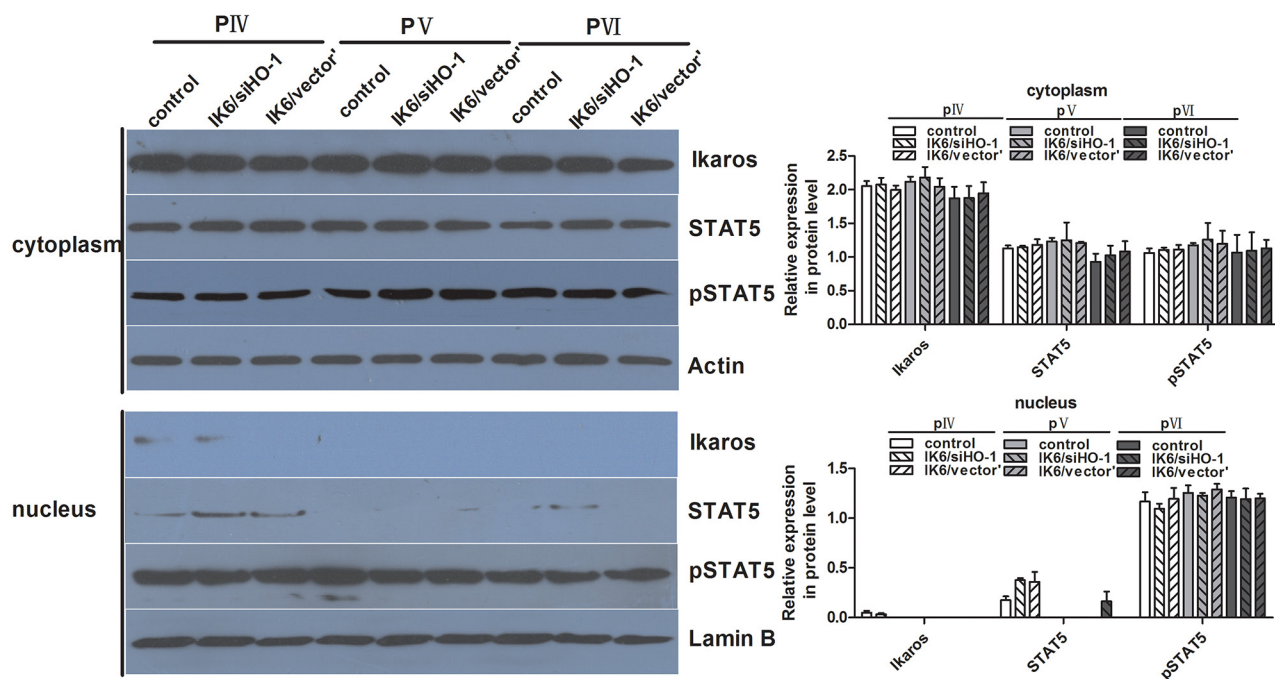 PⅣ PⅤ PⅥ
control IK6/siHO-1 IK6/vector' control IK6/siHO-1 IK6/vector' control IK6/siHO-1 IK6/vector'
cytoplasm
Ikaros
STAT5
pSTAT5
Actin
nucleus
Ikaros
STAT5
pSTAT5
Lamin B
cytoplasm
pⅣ pⅤ pⅥ
control control control
IK6/siHO-1 IK6/siHO-1 IK6/siHO-1
IK6/vector' IK6/vector' IK6/vector'
Relative expression
in protein level
2.5
2.0
1.5
1.0
0.5
0.0
Ikaros STAT5 pSTAT5
nucleus
pⅣ pⅤ pⅥ
control control control
IK6/siHO-1 IK6/siHO-1 IK6/siHO-1
IK6/vector' IK6/vector' IK6/vector'
Relative expression
in protein level
1.5
1.0
0.5
0.0
Ikaros STAT5 pSTAT5